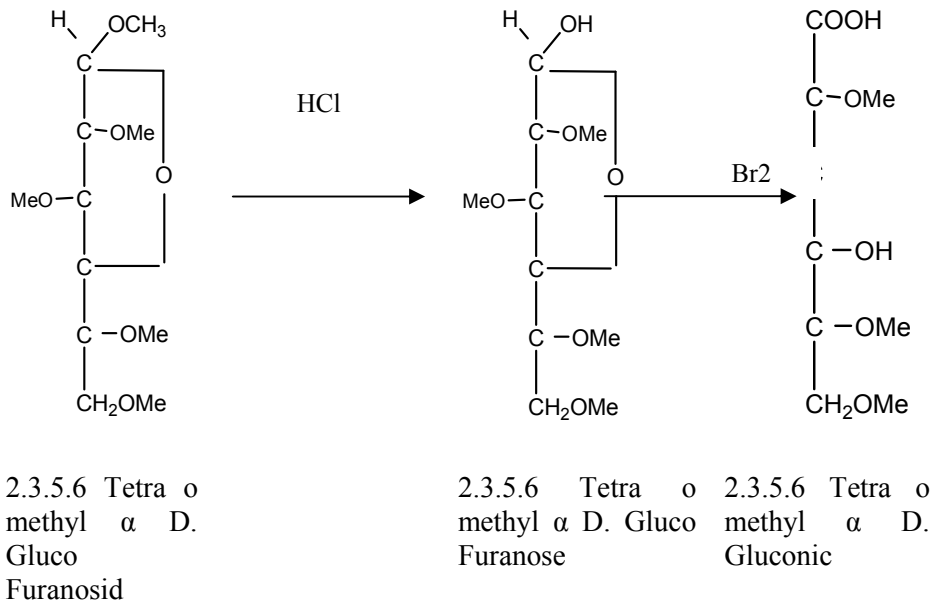 H
OCH3
C
C-OMe
O
MeO-C
C
C-OMe
CH2OMe
HCl
H
OH
C
C-OMe
O
MeO-C
C
C-OMe
CH2OMe
Br2
COOH
C-OMe
C-OH
C-OMe
CH2OMe
2.3.5.6 Tetra o
methyl α D.
Gluco
Furanosid
2.3.5.6 Tetra o
methyl α D. Gluco
Furanose
2.3.5.6 Tetra o
methyl α D.
Gluconic